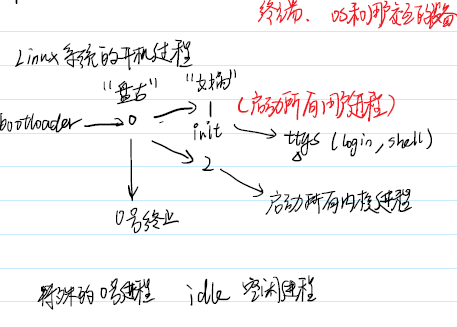 终端、OS和用户交互的设备
Linux系统的开机过程
"盘古" "女娲"
bootloader → 0 → 1 (启动所有用户进程)
init → ttys (login, shell)
2
0号终止 启动所有内核进程
特殊的0号进程 idle 空闲进程